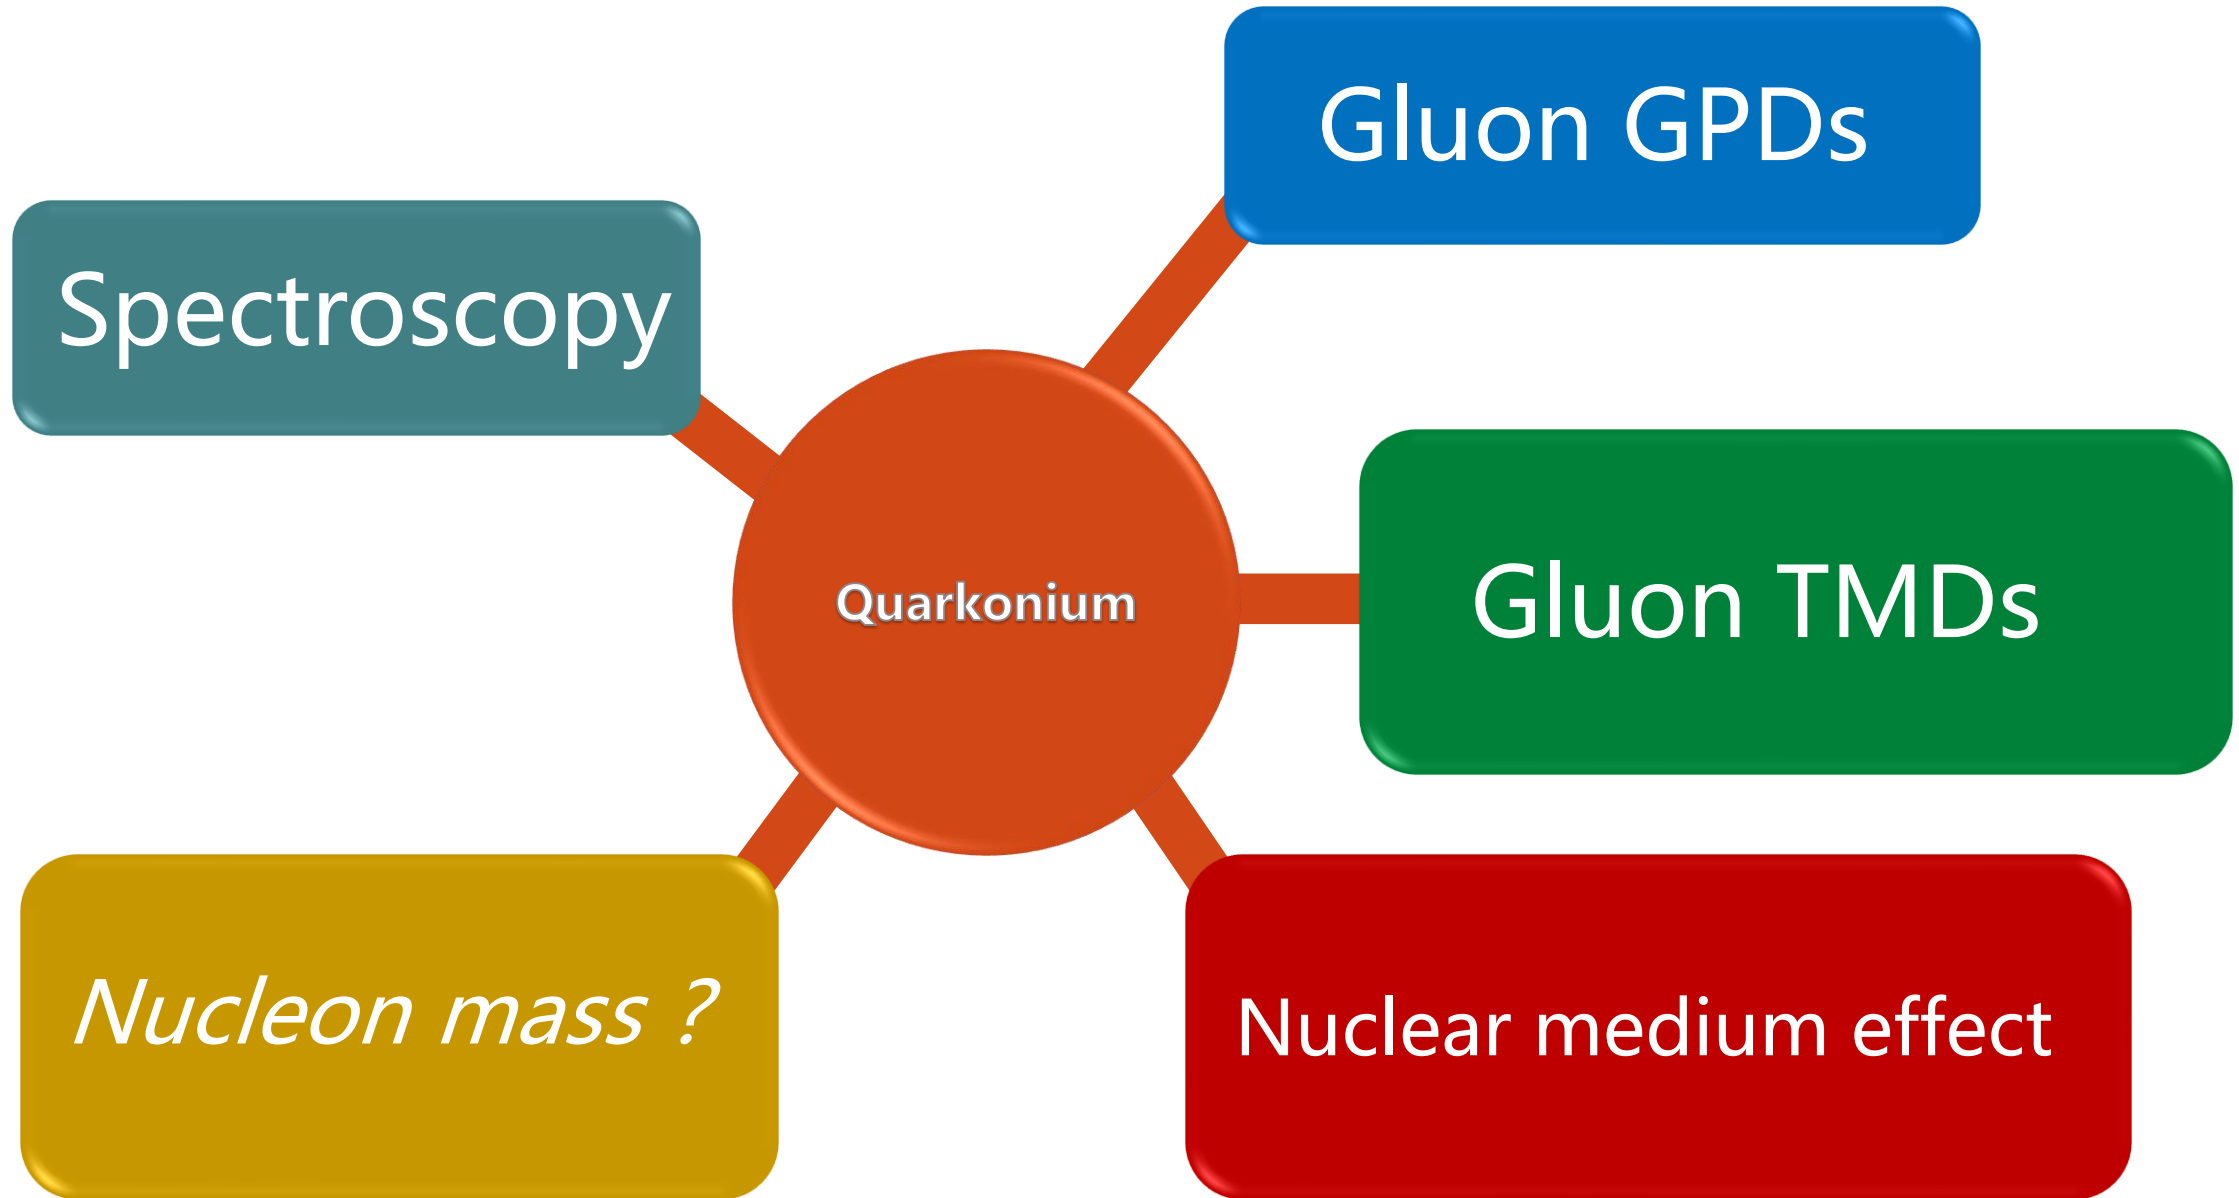 Gluon GPDs
Spectroscopy
Quarkonium
Gluon TMDs
Nucleon mass ?
Nuclear medium effect